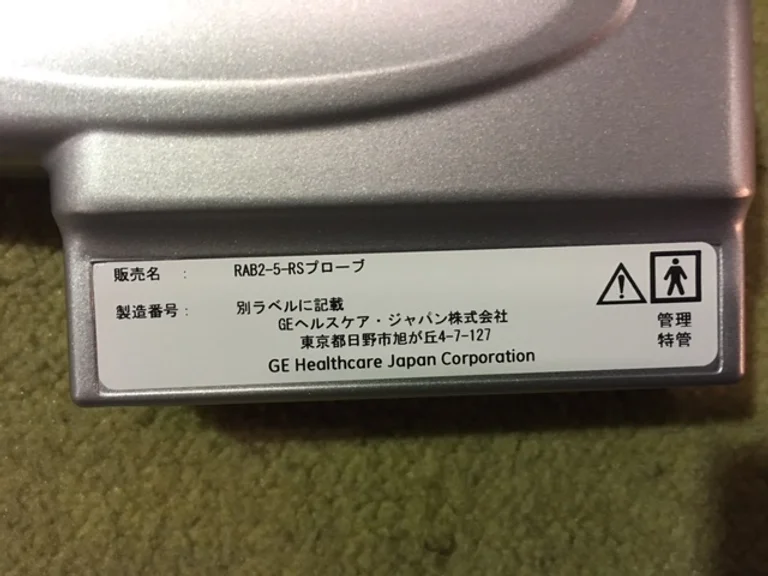 販売名 : RAB2-5-RSプローブ
製造番号 : 別ラベルに記載
GEヘルスケア・ジャパン株式会社
東京都日野市旭が丘4-7-127
GE Healthcare Japan Corporation
管理
特管